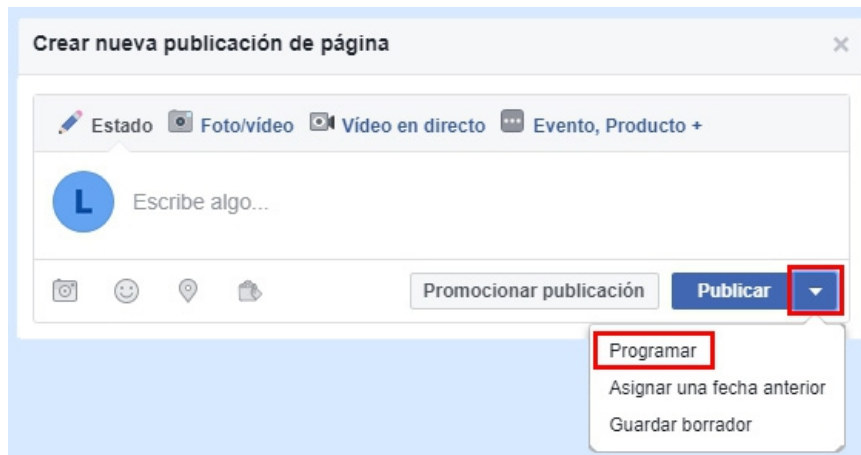 Crear nueva publicación de página
Estado Foto/vídeo Vídeo en directo Evento, Producto +
L Escribe algo...
Promocionar publicación Publicar
Programar
Asignar una fecha anterior
Guardar borrador